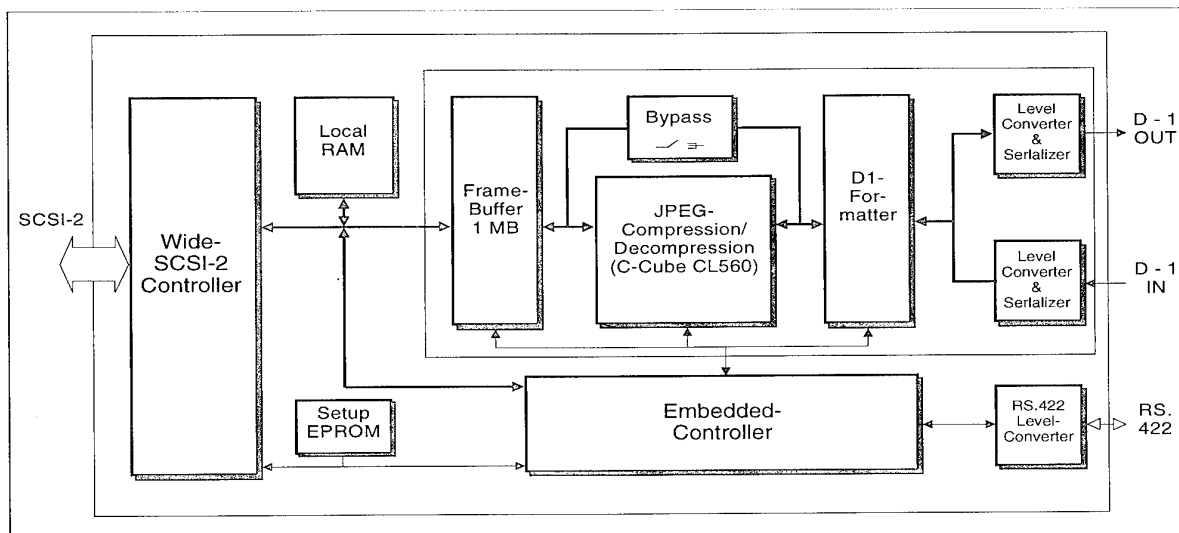 SCSI-2
Wide-
SCSI-2
Controller
Local
RAM
Setup
EPROM
Frame-
Buffer
1 MB
Bypass
JPEG-
Compression/
Decompression
(C-Cube CL560)
D1-
For-
matter
Level
Converter
&
Serlalizer
D - 1
OUT
Level
Converter
&
Serlalizer
D - 1
IN
Embedded-
Controller
RS.422
Level-
Converter
RS.
422